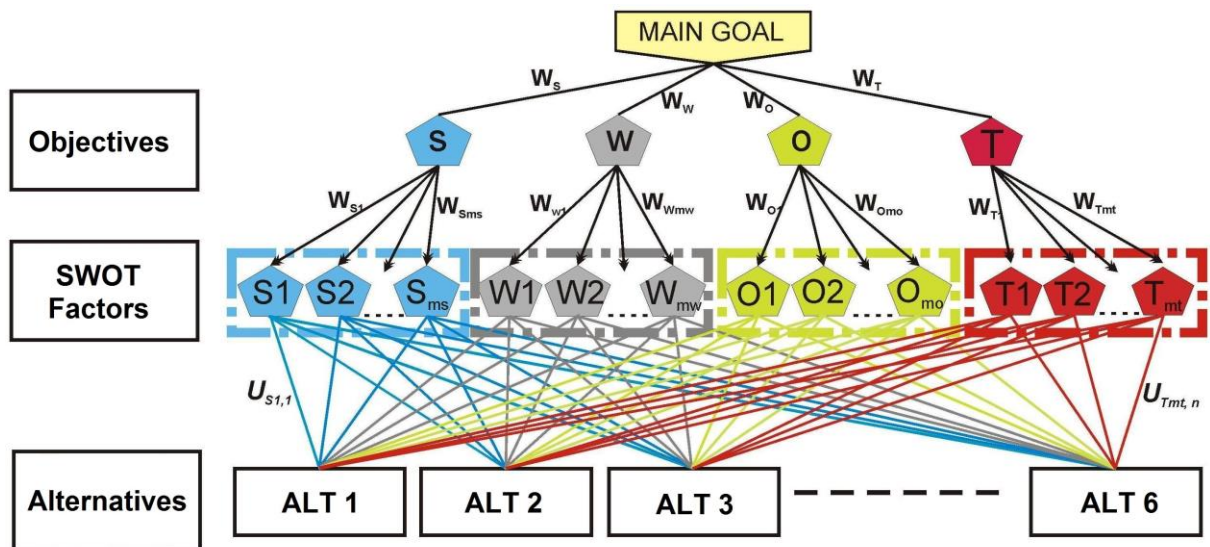 MAIN GOAL
W_S
W_W
W_O
W_T
Objectives
S
W
O
T
W_S1
W_Sms
W_w1
W_Wmw
W_O1
W_Omo
W_T1
W_Tmt
SWOT
Factors
S1 S2 ..... S_ms
W1 W2 ..... W_mw
O1 O2 ..... O_mo
T1 T2 ..... T_mt
U_S1,1
U_Tmt, n
Alternatives
ALT 1
ALT 2
ALT 3
ALT 6